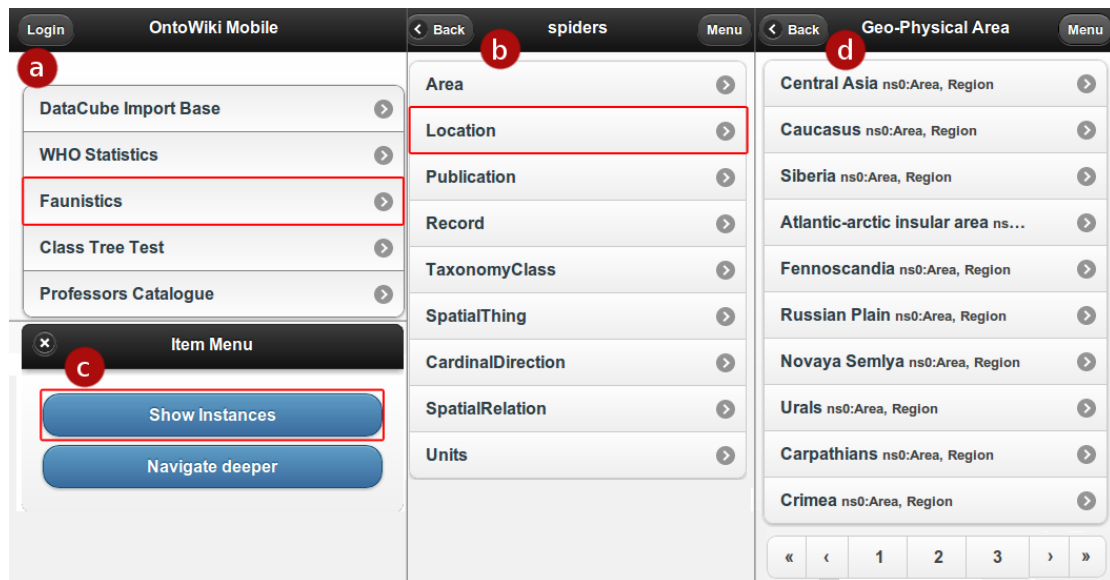 Login
OntoWiki Mobile
a
DataCube Import Base
WHO Statistics
Faunistics
Class Tree Test
Professors Catalogue
Item Menu
c
Show Instances
Navigate deeper
Back
spiders
Menu
b
Area
Location
Publication
Record
TaxonomyClass
SpatialThing
CardinalDirection
SpatialRelation
Units
Back
Geo-Physical Area
Menu
d
Central Asia ns0:Area, Region
Caucasus ns0:Area, Region
Siberia ns0:Area, Region
Atlantic-arctic insular area ns...
Fennoscandia ns0:Area, Region
Russian Plain ns0:Area, Region
Novaya Semlya ns0:Area, Region
Urals ns0:Area, Region
Carpathians ns0:Area, Region
Crimea ns0:Area, Region
« ‹ 1 2 3 › »